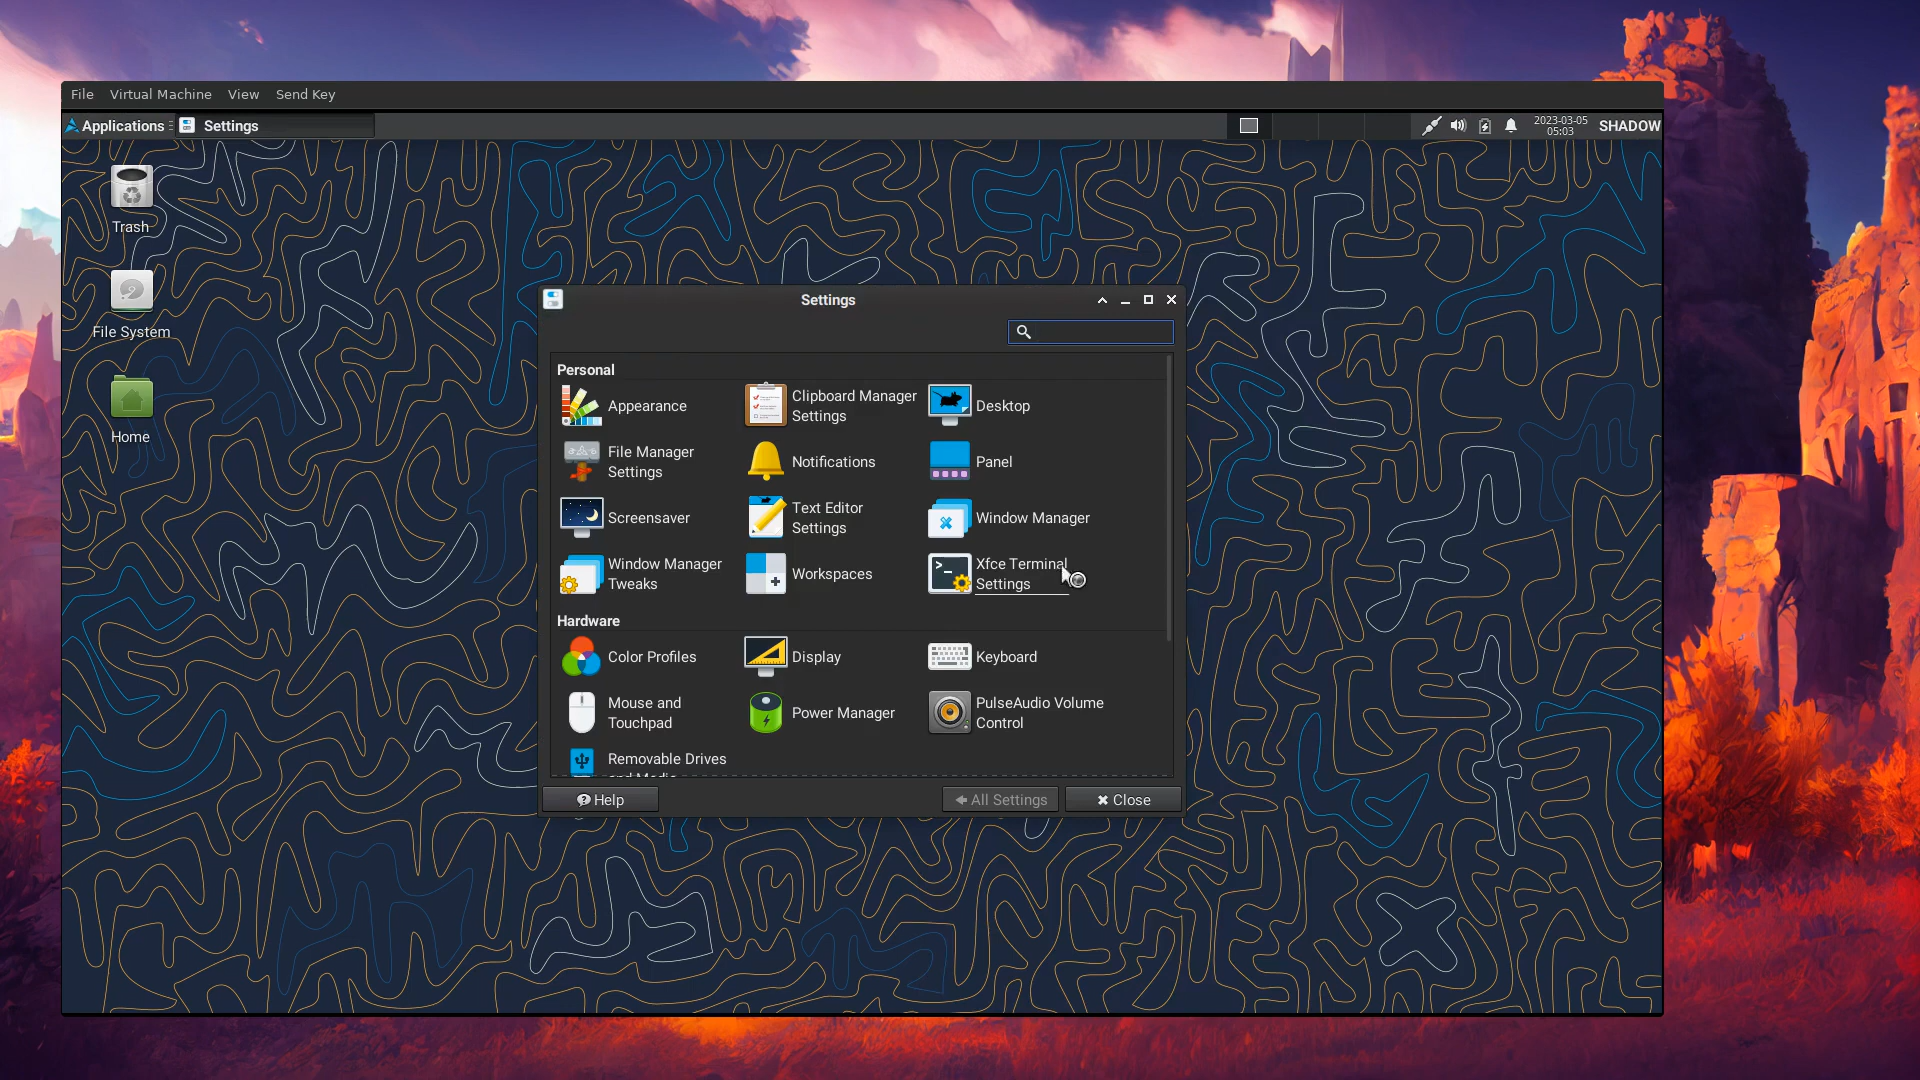 File Virtual Machine View Send Key
Applications Settings 2023-03-05 05:03 SHADOW
Trash
File System
Home
Settings
Personal
Appearance
Clipboard Manager
Settings
Desktop
File Manager
Settings
Notifications
Panel
Screensaver
Text Editor
Settings
Window Manager
Window Manager
Tweaks
Workspaces
Xfce Terminal
Settings
Hardware
Color Profiles
Display
Keyboard
Mouse and
Touchpad
Power Manager
PulseAudio Volume
Control
Removable Drives
and Media
Help All Settings Close